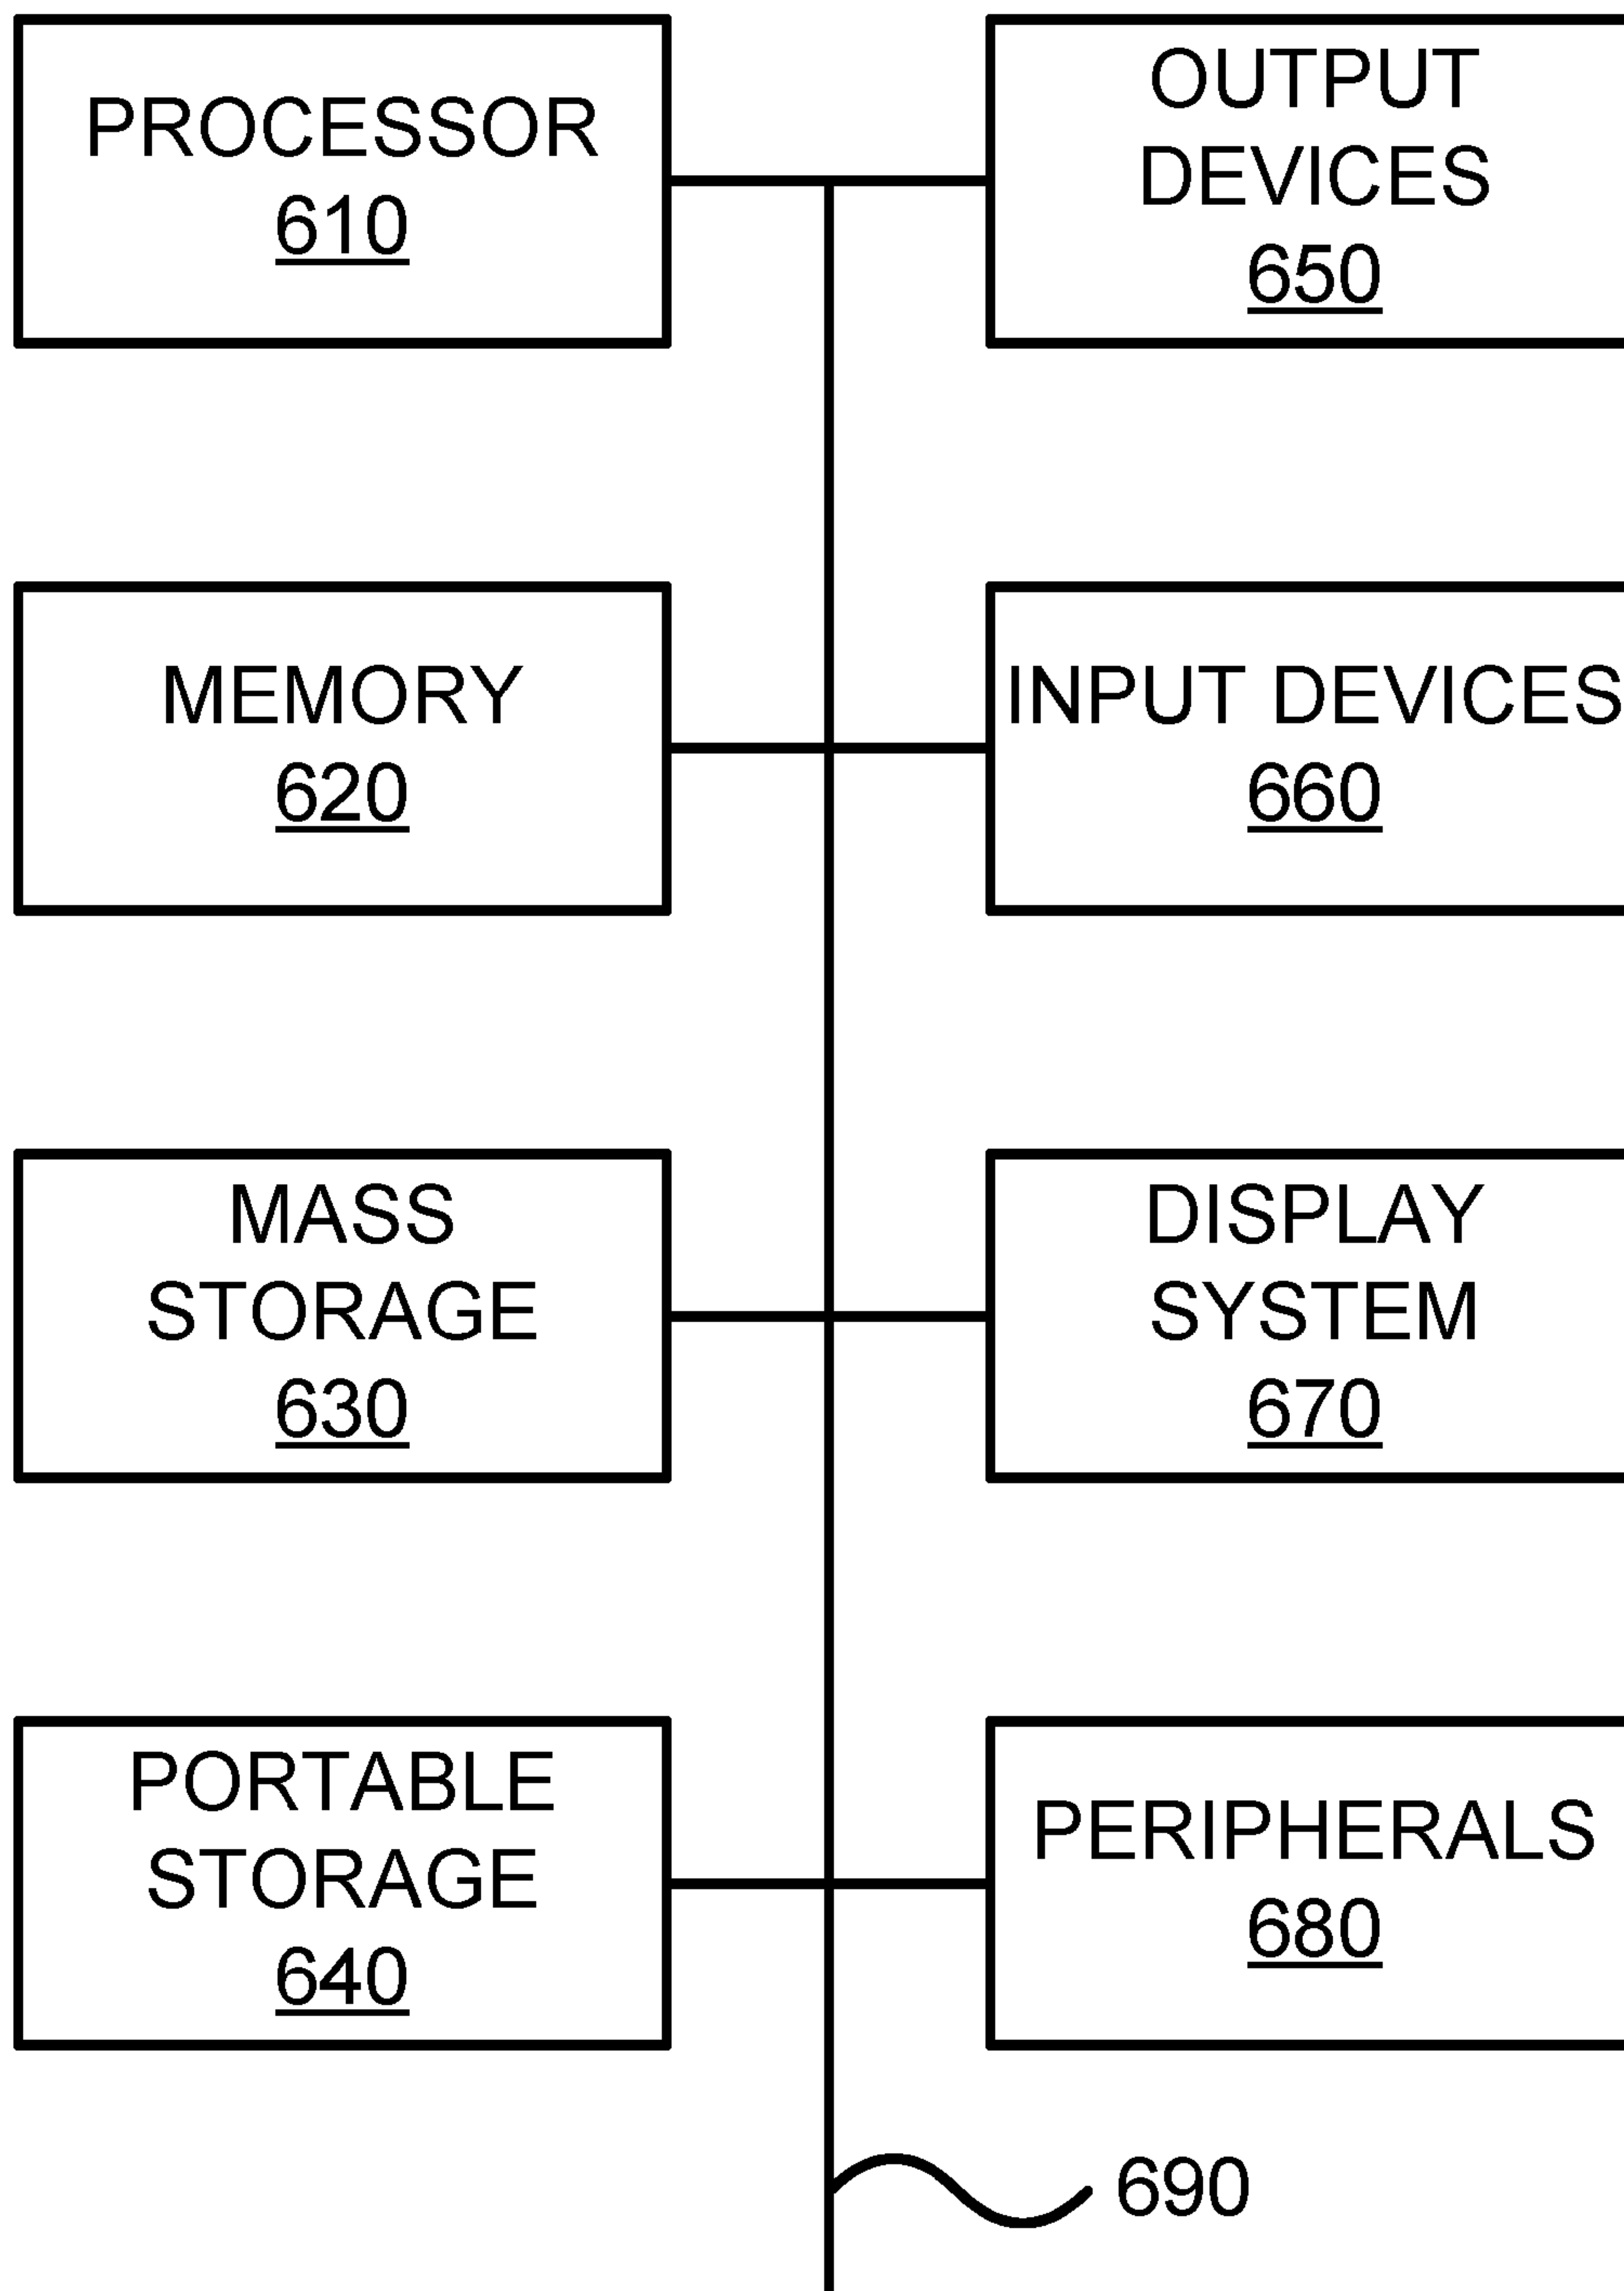 PROCESSOR
610
OUTPUT
DEVICES
650
MEMORY
620
INPUT DEVICES
660
MASS
STORAGE
630
DISPLAY
SYSTEM
670
PORTABLE
STORAGE
640
PERIPHERALS
680
690